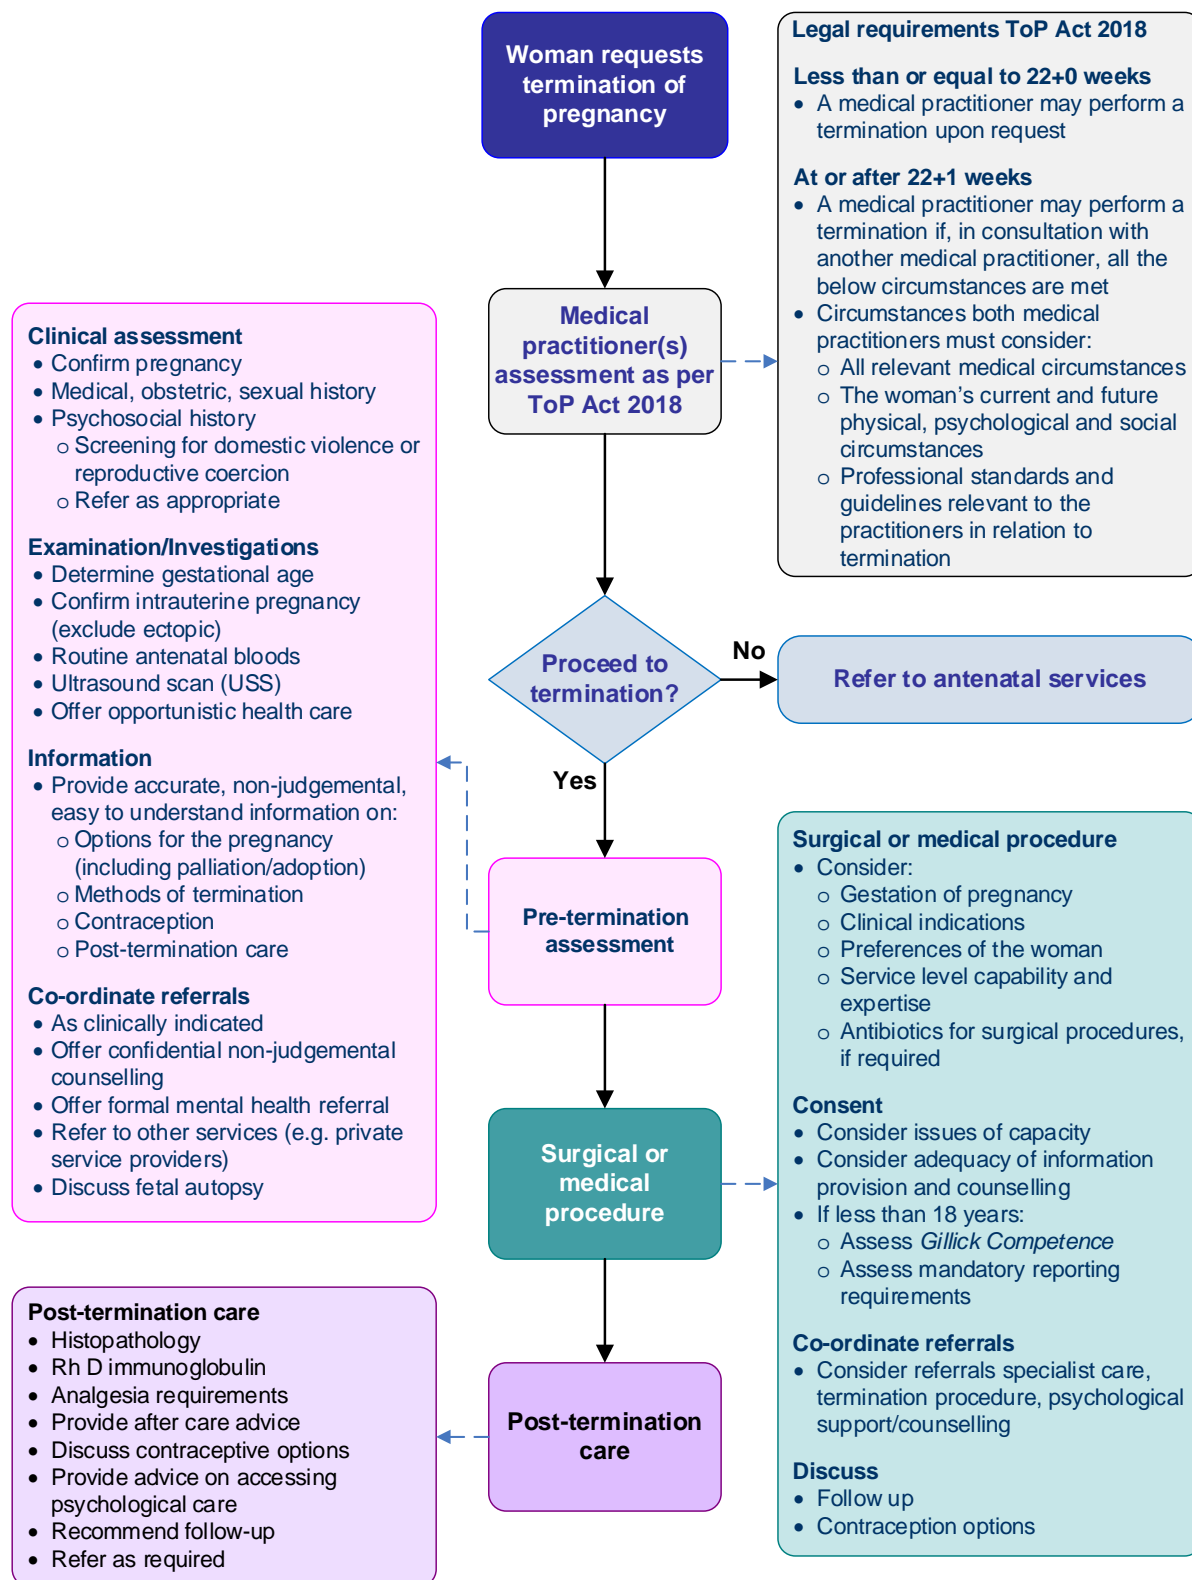 Woman requests
termination of
pregnancy
Legal requirements ToP Act 2018
Less than or equal to 22+0 weeks
• A medical practitioner may perform a
termination upon request
At or after 22+1 weeks
• A medical practitioner may perform a
termination if, in consultation with
another medical practitioner, all the
below circumstances are met
• Circumstances both medical
practitioners must consider:
o All relevant medical circumstances
o The woman’s current and future
physical, psychological and social
circumstances
o Professional standards and
guidelines relevant to the
practitioners in relation to
termination
Medical
practitioner(s)
assessment as per
ToP Act 2018
Clinical assessment
• Confirm pregnancy
• Medical, obstetric, sexual history
• Psychosocial history
o Screening for domestic violence or
reproductive coercion
o Refer as appropriate
Examination/Investigations
• Determine gestational age
• Confirm intrauterine pregnancy
(exclude ectopic)
• Routine antenatal bloods
• Ultrasound scan (USS)
• Offer opportunistic health care
Information
• Provide accurate, non-judgemental,
easy to understand information on:
o Options for the pregnancy
(including palliation/adoption)
o Methods of termination
o Contraception
o Post-termination care
Co-ordinate referrals
• As clinically indicated
• Offer confidential non-judgemental
counselling
• Offer formal mental health referral
• Refer to other services (e.g. private
service providers)
• Discuss fetal autopsy
Proceed to
termination?
No
Refer to antenatal services
Yes
Pre-termination
assessment
Surgical or
medical
procedure
Surgical or medical procedure
• Consider:
o Gestation of pregnancy
o Clinical indications
o Preferences of the woman
o Service level capability and
expertise
o Antibiotics for surgical procedures,
if required
Consent
• Consider issues of capacity
• Consider adequacy of information
provision and counselling
• If less than 18 years:
o Assess Gillick Competence
o Assess mandatory reporting
requirements
Co-ordinate referrals
• Consider referrals specialist care,
termination procedure, psychological
support/counselling
Discuss
• Follow up
• Contraception options
Post-termination
care
Post-termination care
• Histopathology
• Rh D immunoglobulin
• Analgesia requirements
• Provide after care advice
• Discuss contraceptive options
• Provide advice on accessing
psychological care
• Recommend follow-up
• Refer as required